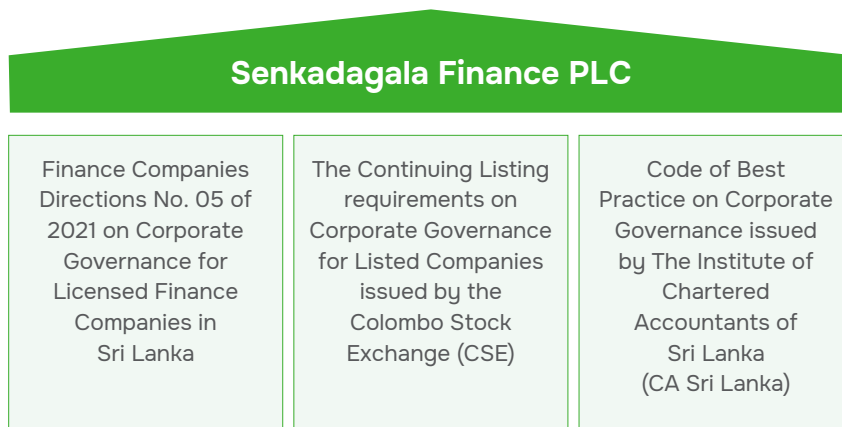 Senkadagala Finance PLC
Finance Companies
Directions No. 05 of
2021 on Corporate
Governance for
Licensed Finance
Companies in
Sri Lanka
The Continuing Listing
requirements on
Corporate Governance
for Listed Companies
issued by the
Colombo Stock
Exchange (CSE)
Code of Best
Practice on Corporate
Governance issued
by The Institute of
Chartered
Accountants of
Sri Lanka
(CA Sri Lanka)